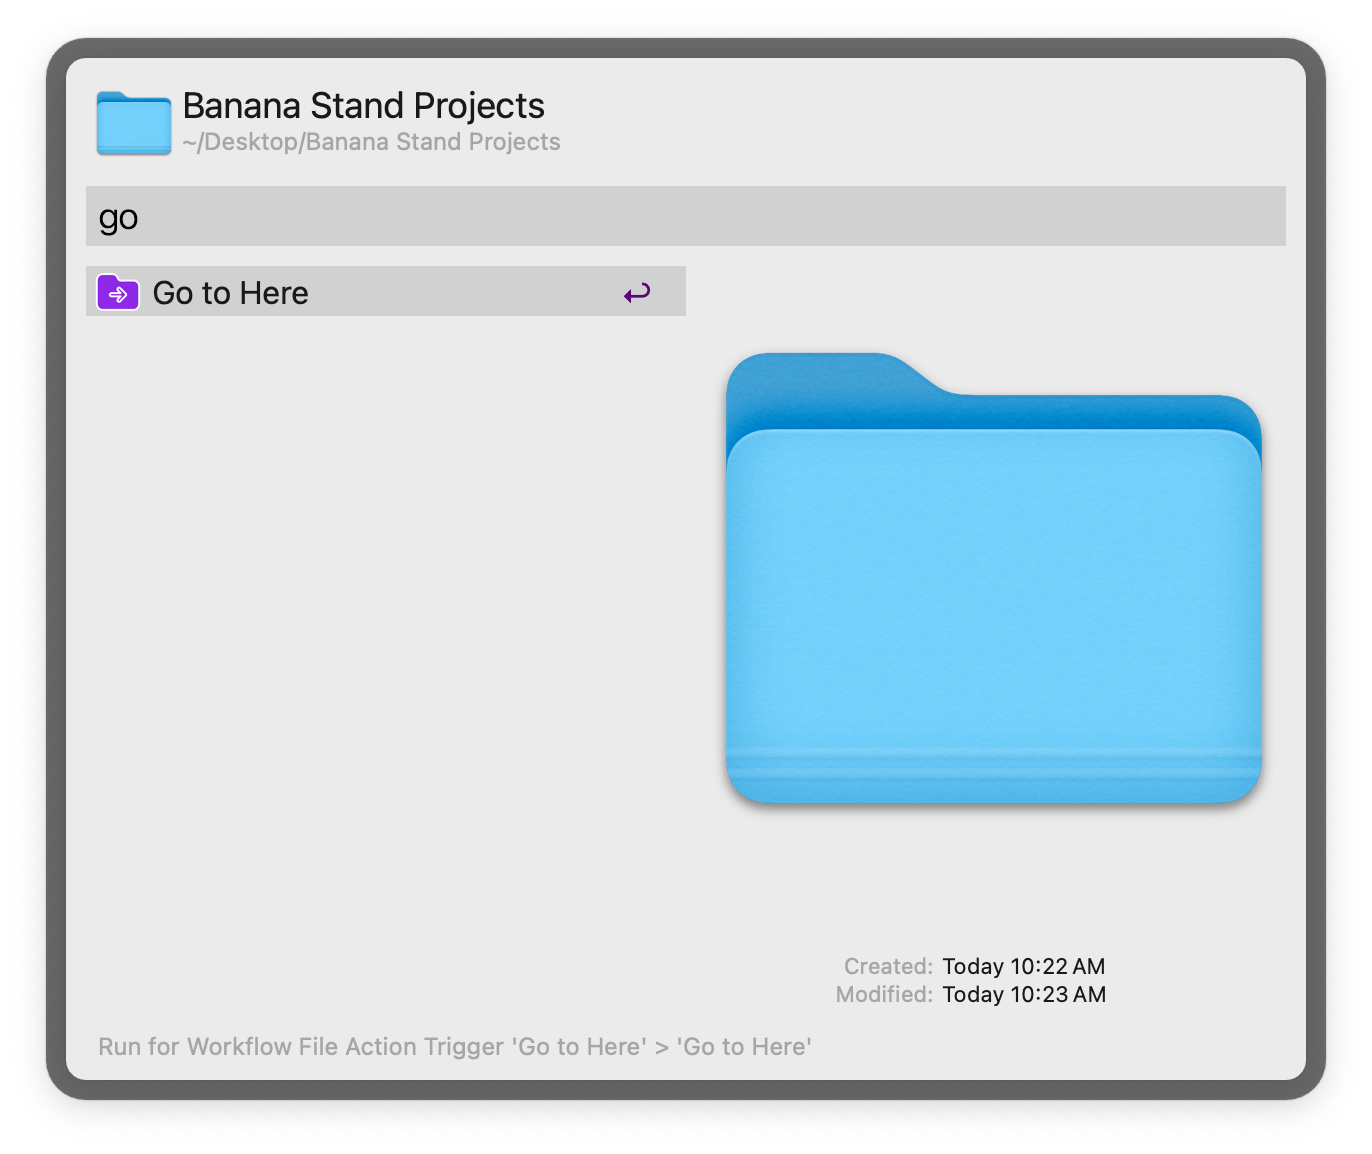 Banana Stand Projects
~/Desktop/Banana Stand Projects
go
Go to Here
Created: Today 10:22 AM
Modified: Today 10:23 AM
Run for Workflow File Action Trigger 'Go to Here' > 'Go to Here'